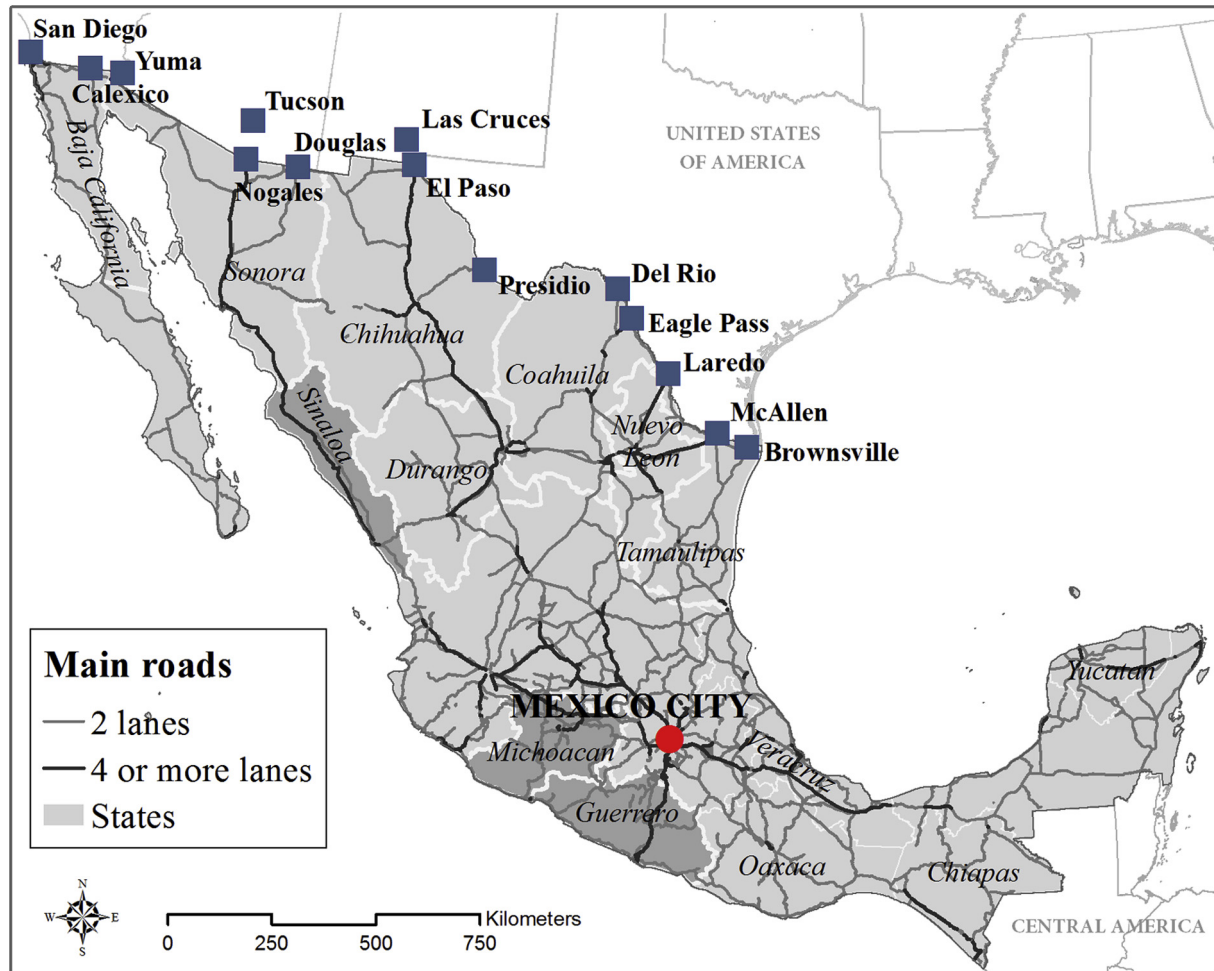 San Diego
Yuma
Calexico
Tucson
Las Cruces
Douglas
Nogales
El Paso
UNITED STATES
OF AMERICA
Baja California
Sonora
Presidio
Del Rio
Eagle Pass
Chihuahua
Coahuila
Laredo
Sinaloa
McAllen
Nuevo
Leon
Brownsville
Durango
Tamaulipas
Main roads
2 lanes
4 or more lanes
States
Yucatan
MEXICO CITY
Michoacan
Veracruz
Guerrero
Oaxaca
Chiapas
N
W
E
S
Kilometers
0
250
500
750
CENTRAL AMERICA